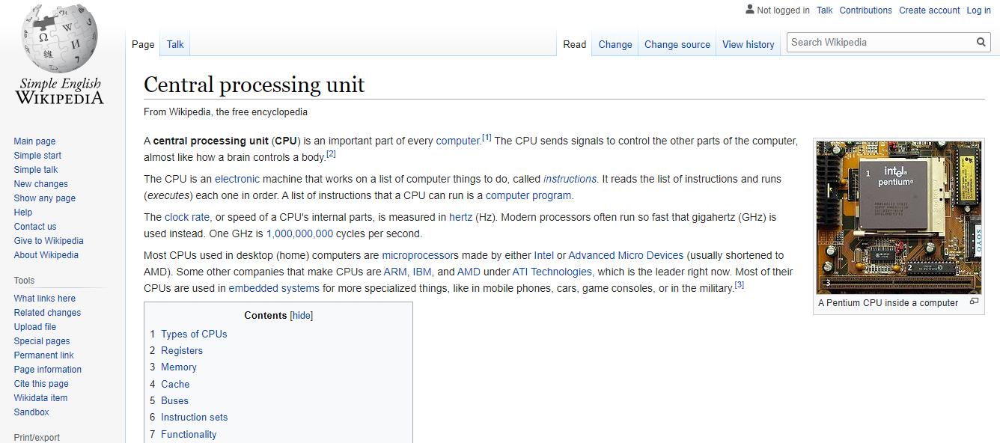 Not logged in Talk Contributions Create account Log in
Page Talk Read Change Change source View history Search Wikipedia
Simple English
WIKIPEDIA
Main page
Simple start
Simple talk
New changes
Show any page
Help
Contact us
Give to Wikipedia
About Wikipedia
Tools
What links here
Related changes
Upload file
Special pages
Permanent link
Page information
Cite this page
Wikidata item
Sandbox
Print/export
Central processing unit
From Wikipedia, the free encyclopedia
A central processing unit (CPU) is an important part of every computer.[1] The CPU sends signals to control the other parts of the computer,
almost like how a brain controls a body.[2]
The CPU is an electronic machine that works on a list of computer things to do, called instructions. It reads the list of instructions and runs
(executes) each one in order. A list of instructions that a CPU can run is a computer program.
The clock rate, or speed of a CPU's internal parts, is measured in hertz (Hz). Modern processors often run so fast that gigahertz (GHz) is
used instead. One GHz is 1,000,000,000 cycles per second.
Most CPUs used in desktop (home) computers are microprocessors made by either Intel or Advanced Micro Devices (usually shortened to
AMD). Some other companies that make CPUs are ARM, IBM, and AMD under ATI Technologies, which is the leader right now. Most of their
CPUs are used in embedded systems for more specialized things, like in mobile phones, cars, game consoles, or in the military.[3]
Contents [hide]
1 Types of CPUs
2 Registers
3 Memory
4 Cache
5 Buses
6 Instruction sets
7 Functionality
1
intel®
pentium®
SOYO
2
3
A Pentium CPU inside a computer